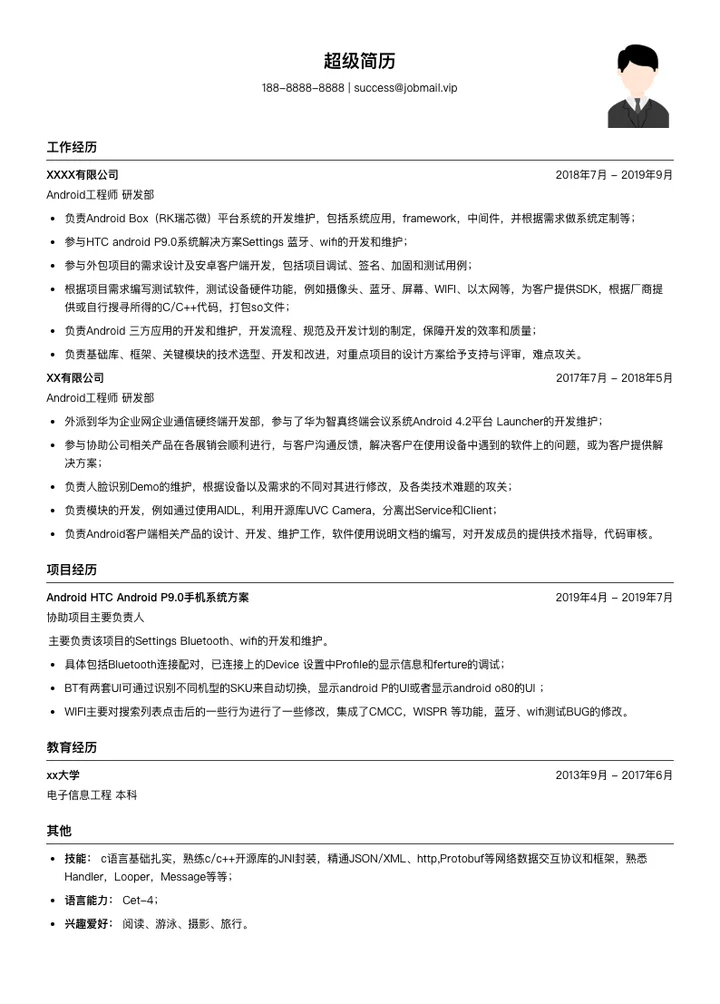 超级简历
188-8888-8888 | success@jobmail.vip
工作经历
XXXX有限公司 2018年7月 – 2019年9月
Android工程师 研发部
• 负责Android Box（RK瑞芯微）平台系统的开发维护，包括系统应用，framework，中间件，并根据需求做系统定制等；
• 参与HTC android P9.0系统解决方案Settings 蓝牙、wifi的开发和维护；
• 参与外包项目的需求设计及安卓客户端开发，包括项目调试、签名、加固和测试用例；
• 根据项目需求编写测试软件，测试设备硬件功能，例如摄像头、蓝牙、屏幕、WIFI、以太网等，为客户提供SDK，根据厂商提
供或自行搜寻所得的C/C++代码，打包so文件；
• 负责Android 三方应用的开发和维护，开发流程、规范及开发计划的制定，保障开发的效率和质量；
• 负责基础库、框架、关键模块的技术选型、开发和改进，对重点项目的设计方案给予支持与评审，难点攻关。
XX有限公司 2017年7月 – 2018年5月
Android工程师 研发部
• 外派到华为企业网企业通信硬终端开发部，参与了华为智真终端会议系统Android 4.2平台 Launcher的开发维护；
• 参与协助公司相关产品在各展销会顺利进行，与客户沟通反馈，解决客户在使用设备中遇到的软件上的问题，或为客户提供解
决方案；
• 负责人脸识别Demo的维护，根据设备以及需求的不同对其进行修改，及各类技术难题的攻关；
• 负责模块的开发，例如通过使用AIDL，利用开源库UVC Camera，分离出Service和Client；
• 负责Android客户端相关产品的设计、开发、维护工作，软件使用说明文档的编写，对开发成员的提供技术指导，代码审核。
项目经历
Android HTC Android P9.0手机系统方案 2019年4月 – 2019年7月
协助项目主要负责人
主要负责该项目的Settings Bluetooth、wifi的开发和维护。
• 具体包括Bluetooth连接配对，已连接上的Device 设置中Profile的显示信息和ferture的调试；
• BT有两套UI可通过识别不同机型的SKU来自动切换，显示android P的UI或者显示android o80的UI ；
• WIFI主要对搜索列表点击后的一些行为进行了一些修改，集成了CMCC，WISPR 等功能，蓝牙、wifi测试BUG的修改。
教育经历
xx大学 2013年9月 – 2017年6月
电子信息工程 本科
其他
• 技能： c语言基础扎实，熟练c/c++开源库的JNI封装，精通JSON/XML、http,Protobuf等网络数据交互协议和框架，熟悉
Handler，Looper，Message等等；
• 语言能力： Cet-4；
• 兴趣爱好： 阅读、游泳、摄影、旅行。